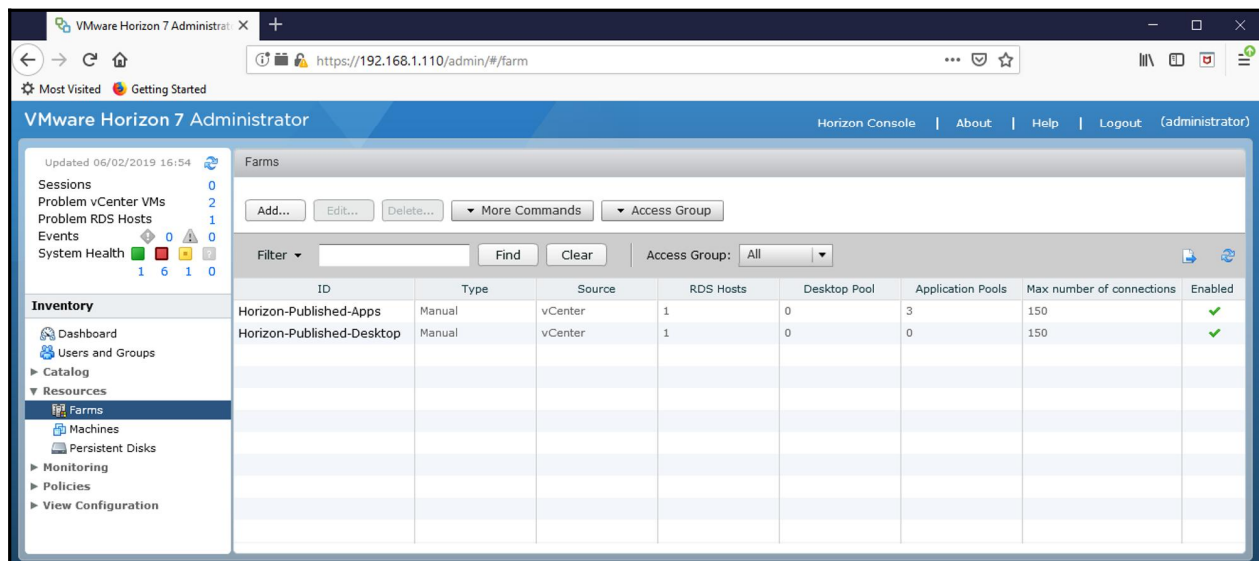 VMware Horizon 7 Administrat
https://192.168.1.110/admin/#/farm
Most Visited Getting Started
VMware Horizon 7 Administrator
Horizon Console | About | Help | Logout (administrator)
Updated 06/02/2019 16:54
Sessions 0
Problem vCenter VMs 2
Problem RDS Hosts 1
Events 0 0
System Health
1 6 1 0
Inventory
Dashboard
Users and Groups
Catalog
Resources
Farms
Machines
Persistent Disks
Monitoring
Policies
View Configuration
Farms
Add... Edit... Delete... More Commands Access Group
Filter Find Clear Access Group: All
ID Type Source RDS Hosts Desktop Pool Application Pools Max number of connections Enabled
Horizon-Published-Apps Manual vCenter 1 0 3 150
Horizon-Published-Desktop Manual vCenter 1 0 0 150